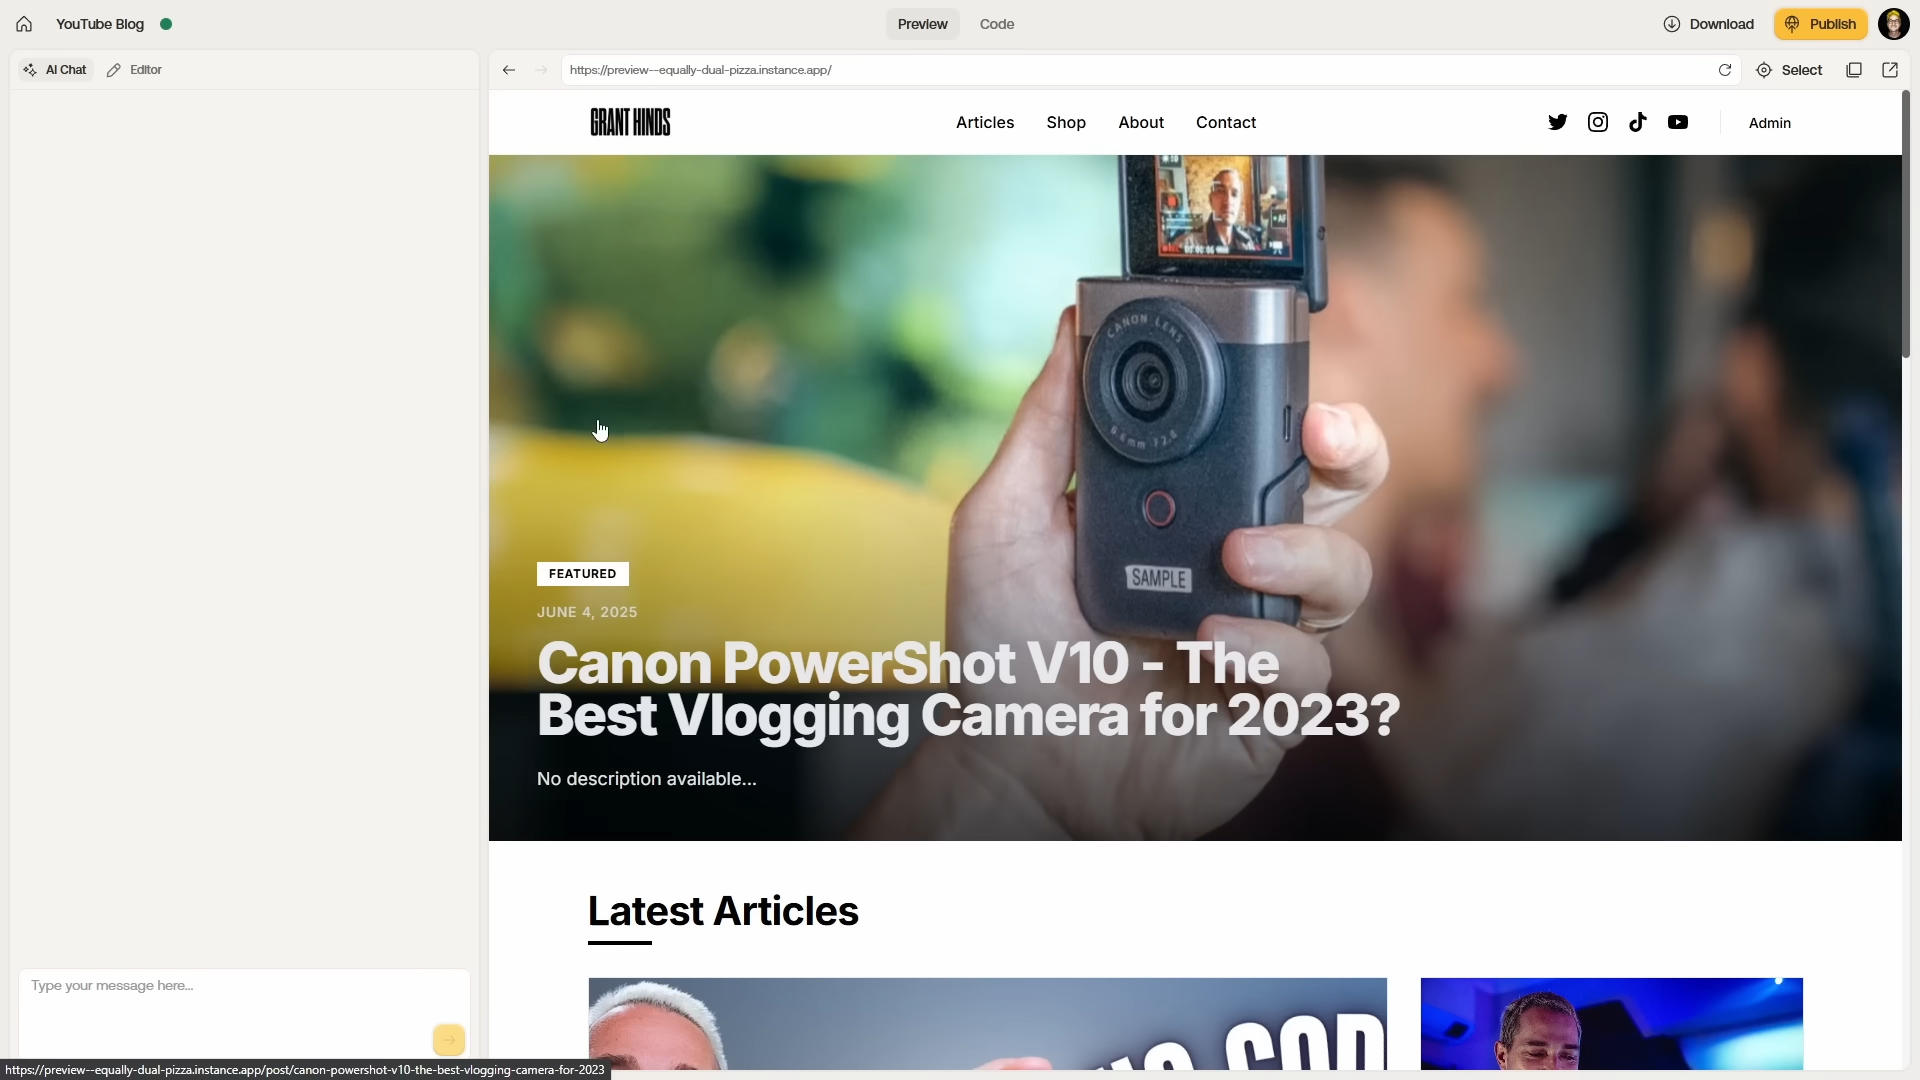 YouTube Blog
Preview
Code
Download
Publish
AI Chat
Editor
https://preview--equally-dual-pizza.instance.app/
Select
GRANT HINDS
Articles
Shop
About
Contact
Admin
CANON LENS
SAMPLE
FEATURED
JUNE 4, 2025
Canon PowerShot V10 - The
Best Vlogging Camera for 2023?
No description available...
Latest Articles
Type your message here...
https://preview--equally-dual-pizza.instance.app/post/canon-powershot-v10-the-best-vlogging-camera-for-2023